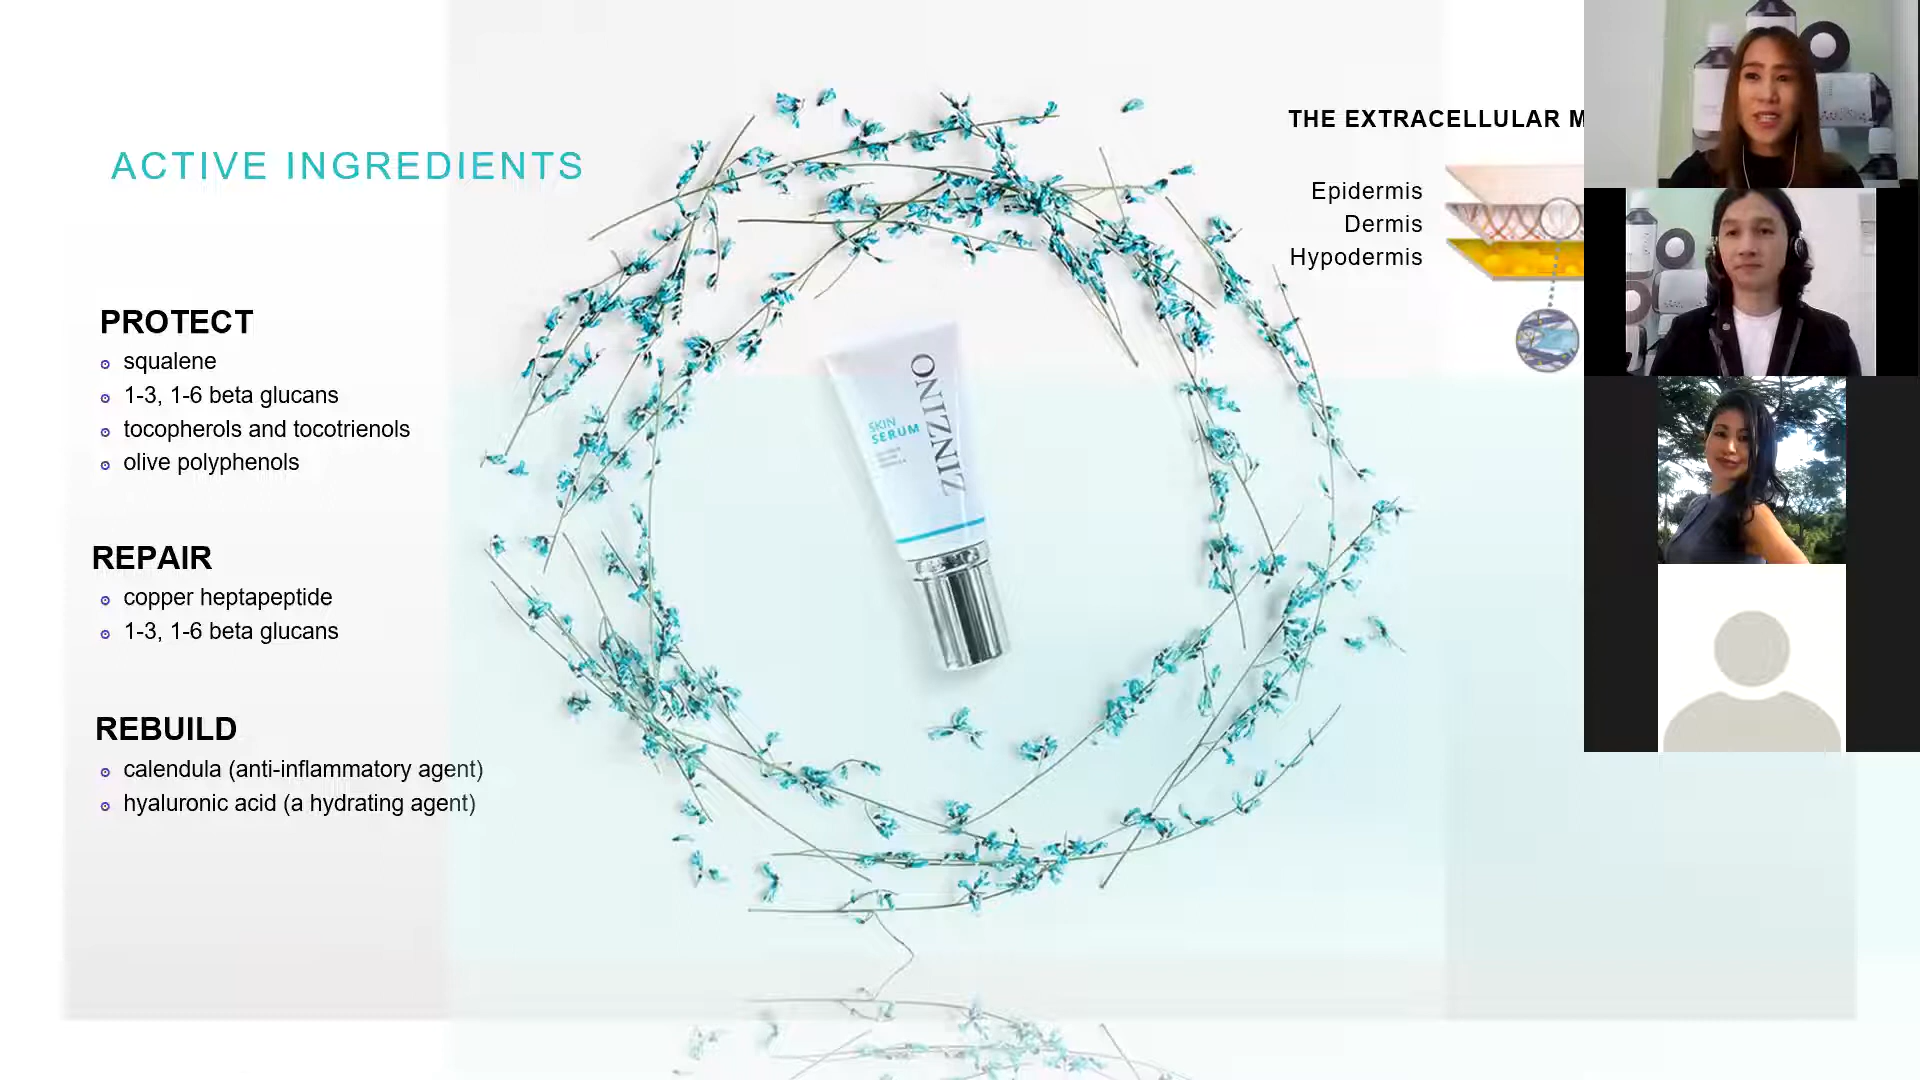 ACTIVE INGREDIENTS
PROTECT
squalene
1-3, 1-6 beta glucans
tocopherols and tocotrienols
olive polyphenols
REPAIR
copper heptapeptide
1-3, 1-6 beta glucans
REBUILD
calendula (anti-inflammatory agent)
hyaluronic acid (a hydrating agent)
ZINZINO
SKIN
SERUM
THE EXTRACELLULAR M
Epidermis
Dermis
Hypodermis